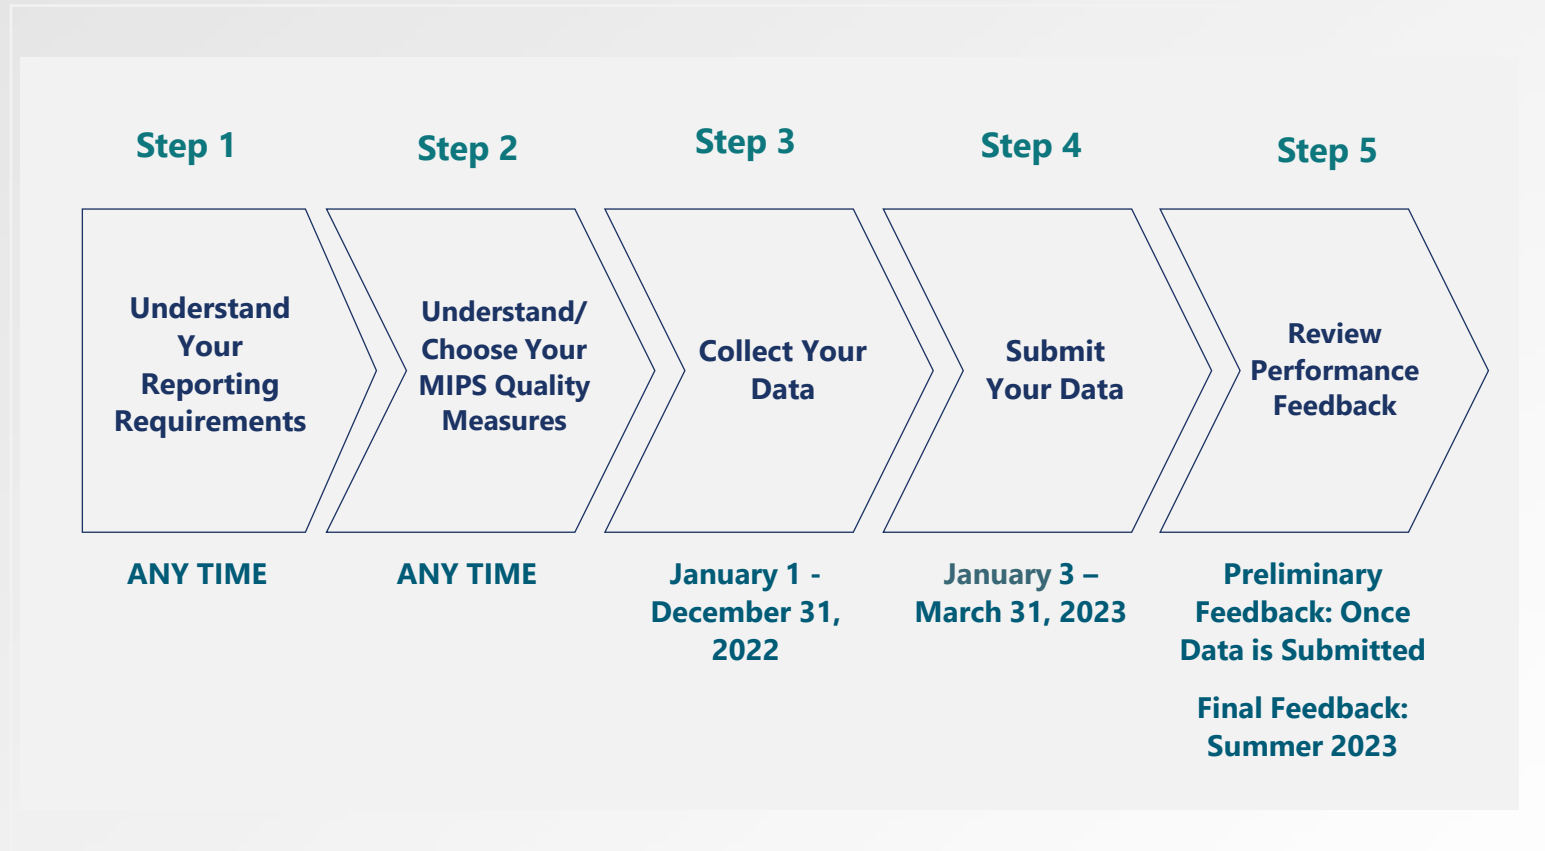 Step 1
Step 2
Step 3
Step 4
Step 5
Understand
Your
Reporting
Requirements
Understand/
Choose Your
MIPS Quality
Measures
Collect Your
Data
Submit
Your Data
Review
Performance
Feedback
ANY TIME
ANY TIME
January 1 -
December 31,
2022
January 3 –
March 31, 2023
Preliminary
Feedback: Once
Data is Submitted
Final Feedback:
Summer 2023